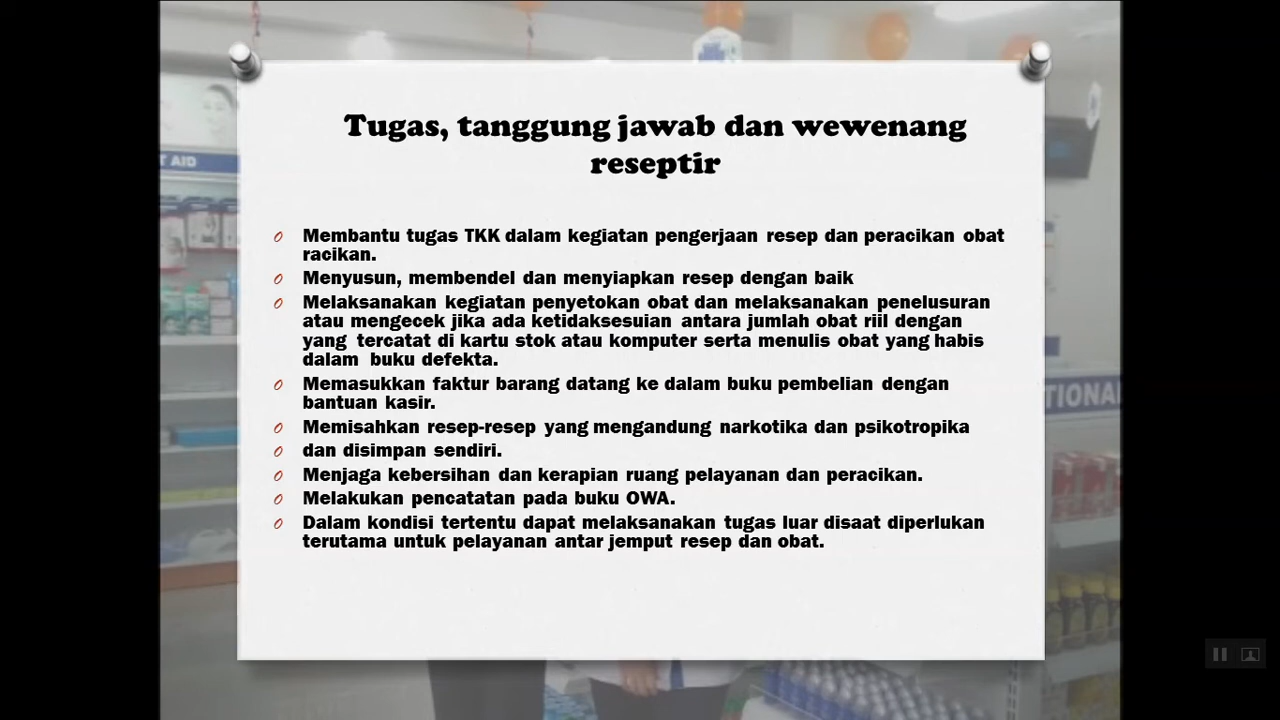 Tugas, tanggung jawab dan wewenang
reseptir
Membantu tugas TKK dalam kegiatan pengerjaan resep dan peracikan obat
racikan.
Menyusun, membendel dan menyiapkan resep dengan baik
Melaksanakan kegiatan penyetokan obat dan melaksanakan penelusuran
atau mengecek jika ada ketidaksesuian antara jumlah obat riil dengan
yang tercatat di kartu stok atau komputer serta menulis obat yang habis
dalam buku defekta.
Memasukkan faktur barang datang ke dalam buku pembelian dengan
bantuan kasir.
Memisahkan resep-resep yang mengandung narkotika dan psikotropika
dan disimpan sendiri.
Menjaga kebersihan dan kerapian ruang pelayanan dan peracikan.
Melakukan pencatatan pada buku OWA.
Dalam kondisi tertentu dapat melaksanakan tugas luar disaat diperlukan
terutama untuk pelayanan antar jemput resep dan obat.
AID